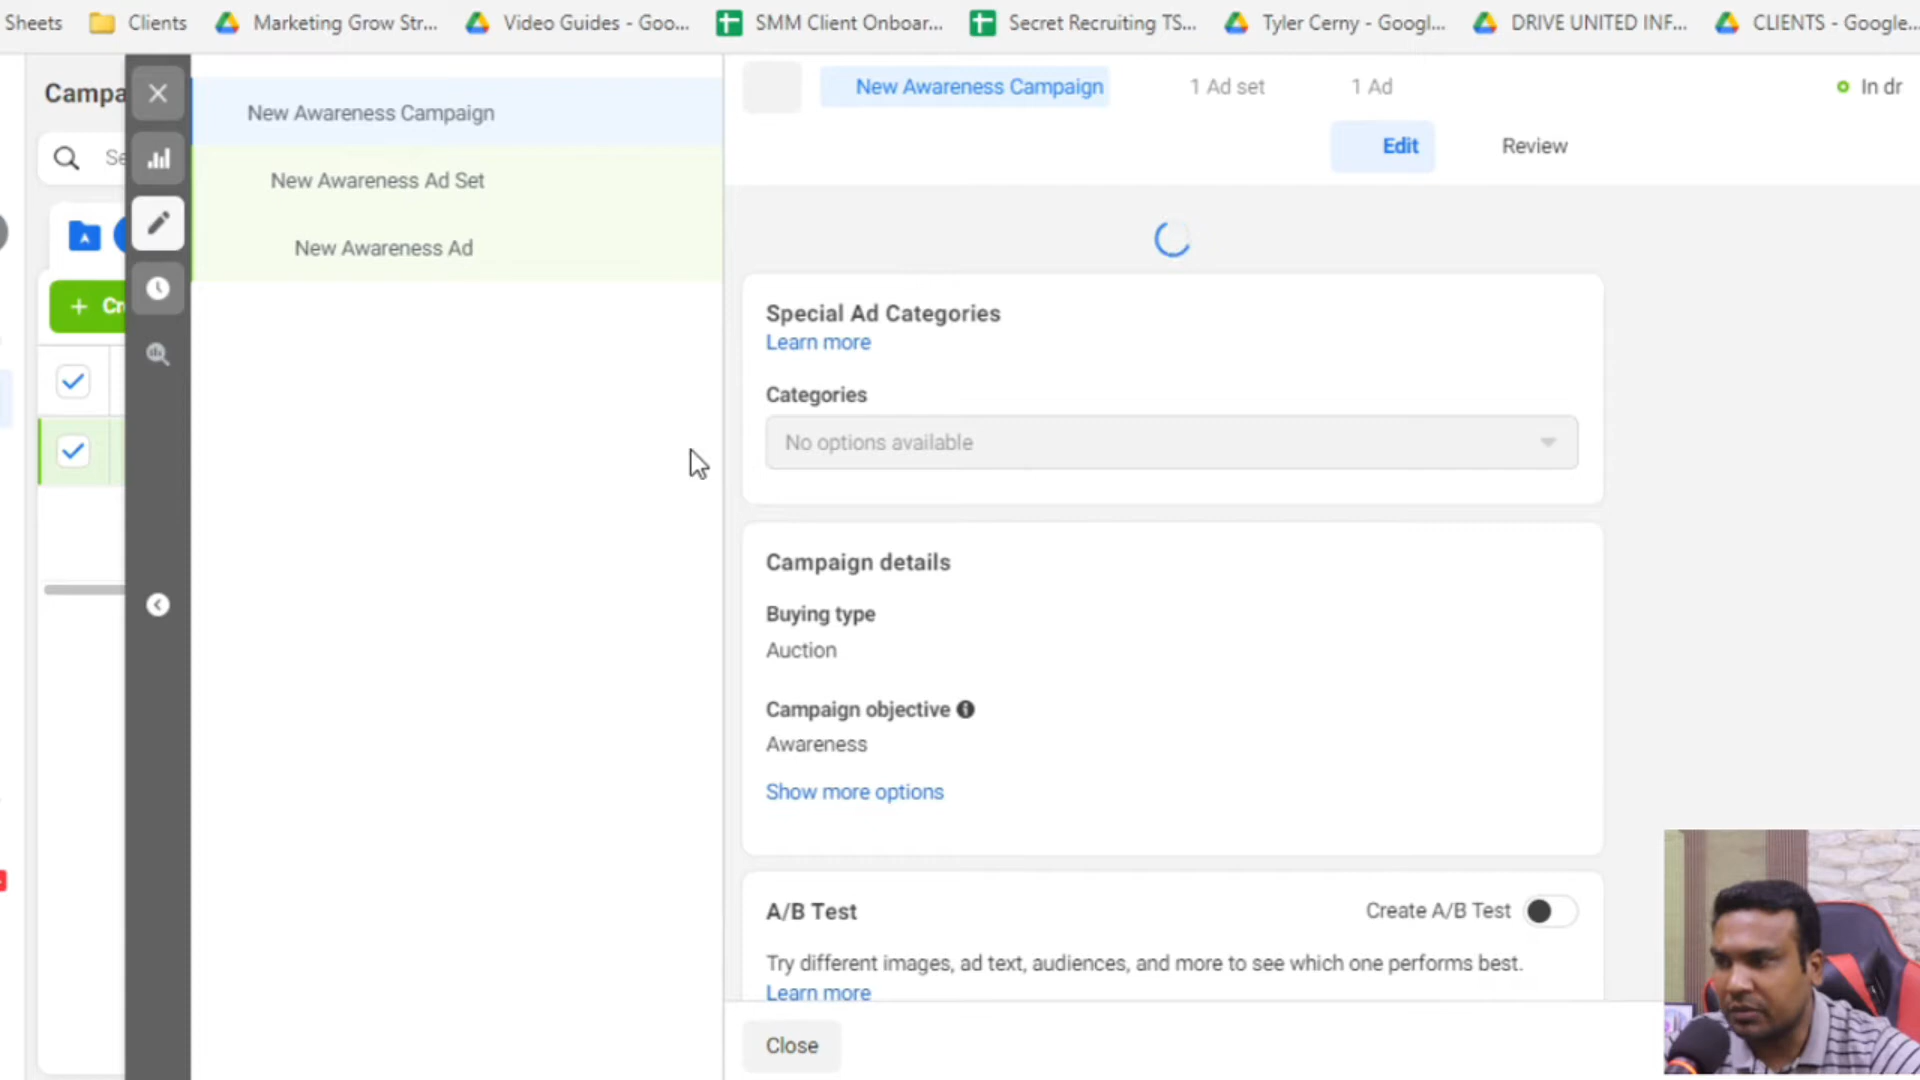 Sheets Clients Marketing Grow Str... Video Guides - Goo... SMM Client Onboar... Secret Recruiting TS... Tyler Cerny - Googl... DRIVE UNITED INF... CLIENTS - Google...
Campa
New Awareness Campaign
New Awareness Ad Set
New Awareness Ad
Se
+ Cr
New Awareness Campaign 1 Ad set 1 Ad
In dr
Edit Review
Special Ad Categories
Learn more
Categories
No options available
Campaign details
Buying type
Auction
Campaign objective
Awareness
Show more options
A/B Test
Create A/B Test
Try different images, ad text, audiences, and more to see which one performs best.
Learn more
Close